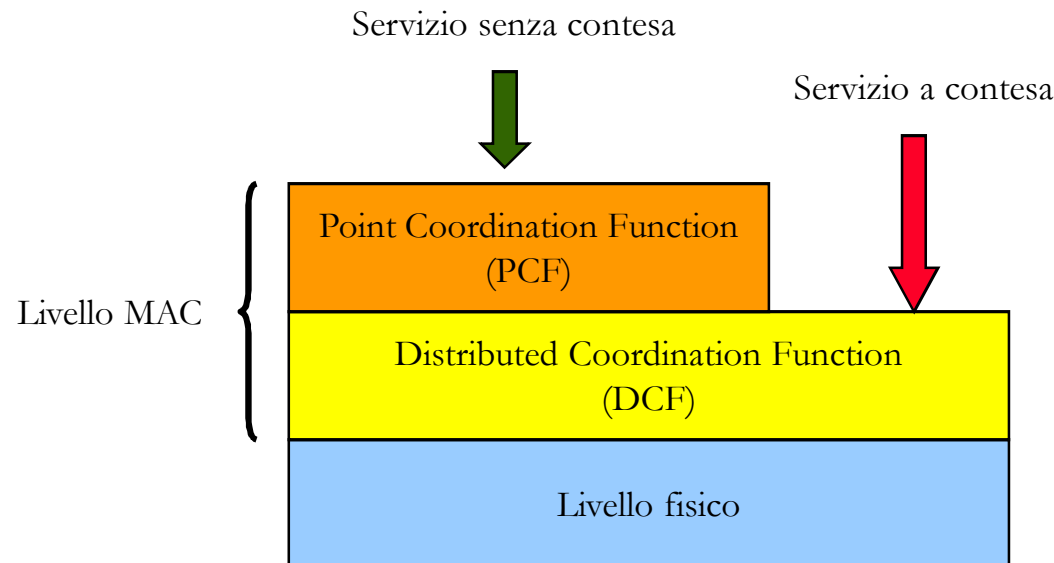 Servizio senza contesa
Servizio a contesa
Point Coordination Function
(PCF)
Livello MAC
Distributed Coordination Function
(DCF)
Livello fisico